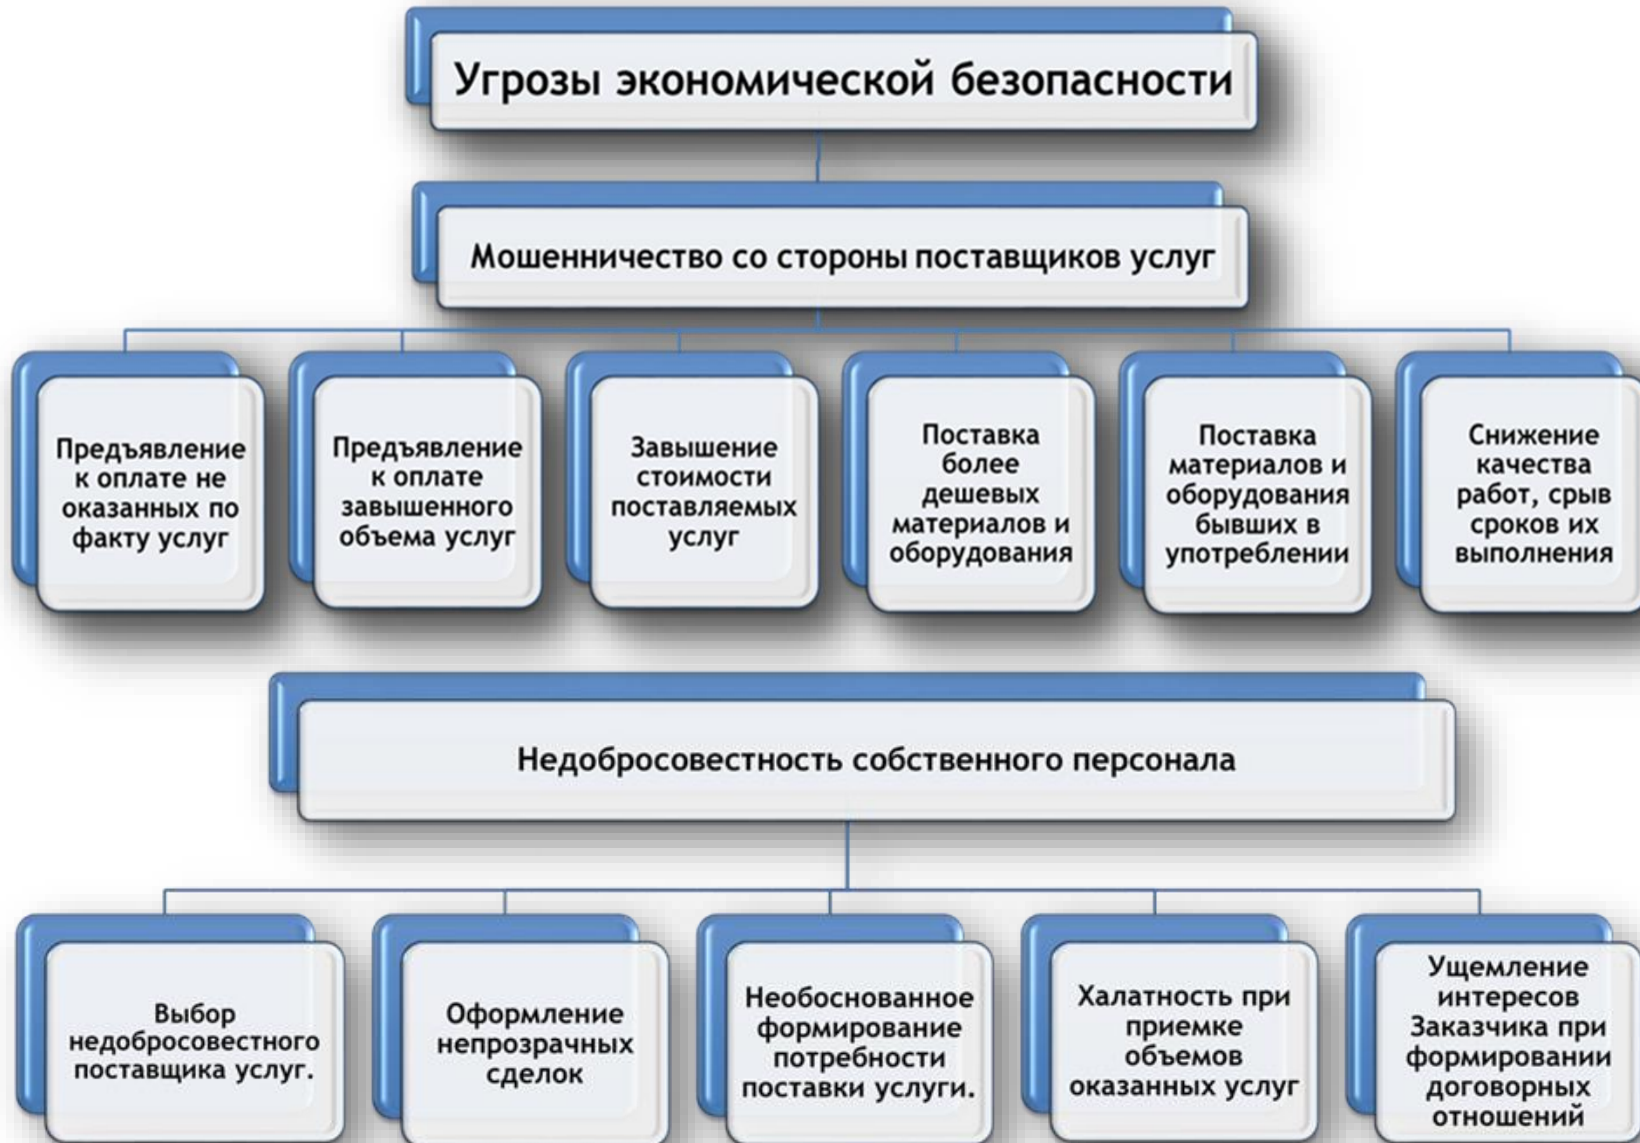 Угрозы экономической безопасности
Мошенничество со стороны поставщиков услуг
Предъявление
к оплате не
оказанных по
факту услуг
Предъявление
к оплате
завышенного
объема услуг
Завышение
стоимости
поставляемых
услуг
Поставка
более
дешевых
материалов и
оборудования
Поставка
материалов и
оборудования
бывших в
употреблении
Снижение
качества
работ, срыв
сроков их
выполнения
Недобросовестность собственного персонала
Выбор
недобросовестного
поставщика услуг.
Оформление
непрозрачных
сделок
Необоснованное
формирование
потребности
поставки услуги.
Халатность при
приемке
объемов
оказанных услуг
Ущемление
интересов
Заказчика при
формировании
договорных
отношений